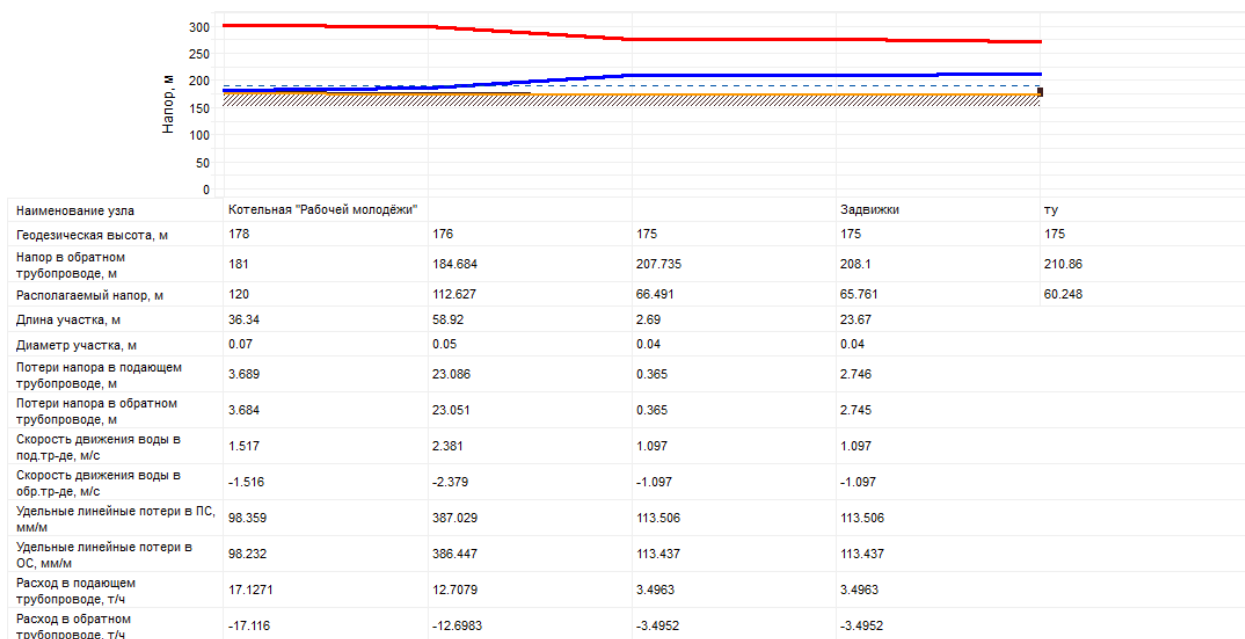 300
250
200
150
100
50
0
Напор, м
Наименование узла Котельная "Рабочей молодёжи" Задвижки ту
Геодезическая высота, м 178 176 175 175 175
Напор в обратном
трубопроводе, м 181 184.684 207.735 208.1 210.86
Располагаемый напор, м 120 112.627 66.491 65.761 60.248
Длина участка, м 36.34 58.92 2.69 23.67
Диаметр участка, м 0.07 0.05 0.04 0.04
Потери напора в подающем
трубопроводе, м 3.689 23.086 0.365 2.746
Потери напора в обратном
трубопроводе, м 3.684 23.051 0.365 2.745
Скорость движения воды в
под.тр-де, м/с 1.517 2.381 1.097 1.097
Скорость движения воды в
обр.тр-де, м/с -1.516 -2.379 -1.097 -1.097
Удельные линейные потери в ПС,
мм/м 98.359 387.029 113.506 113.506
Удельные линейные потери в
ОС, мм/м 98.232 386.447 113.437 113.437
Расход в подающем
трубопроводе, т/ч 17.1271 12.7079 3.4963 3.4963
Расход в обратном
трубопроводе, т/ч -17.116 -12.6983 -3.4952 -3.4952